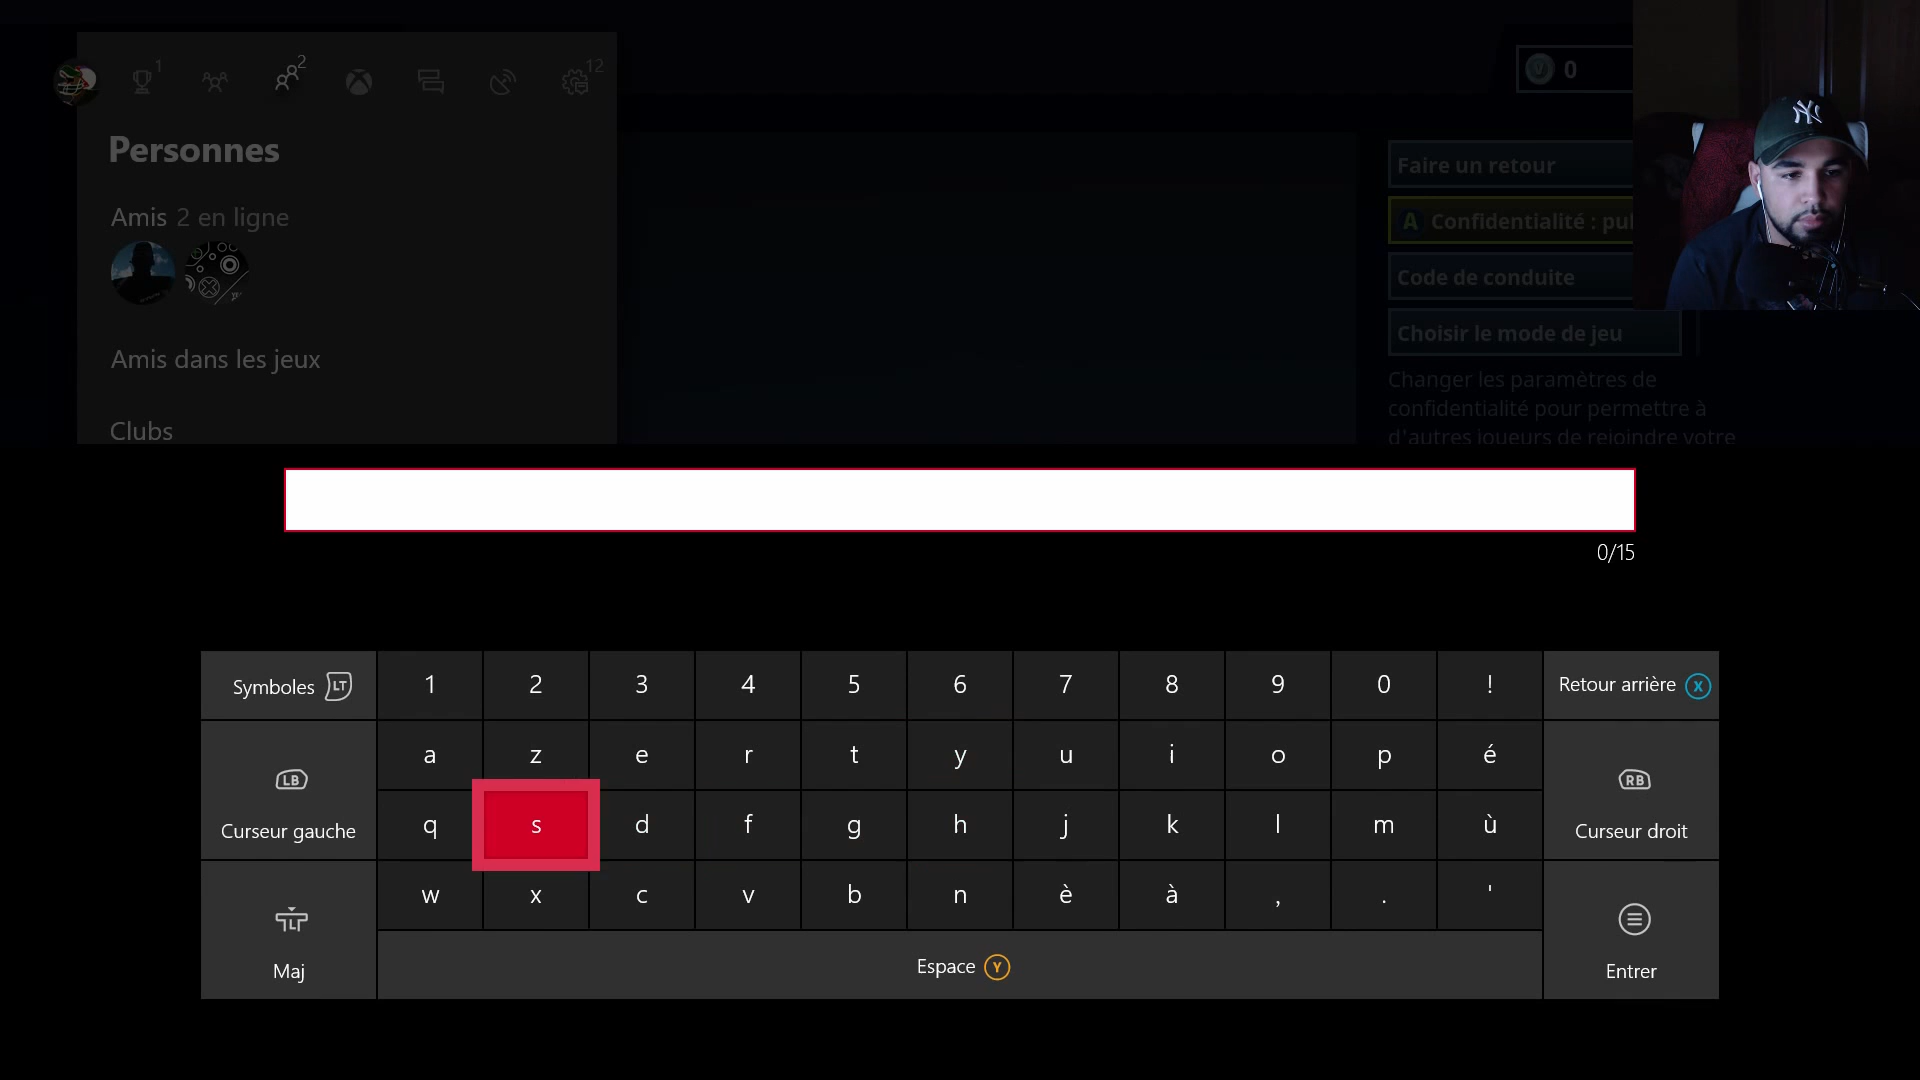 1
2
12
0
Personnes
Amis 2 en ligne
Amis dans les jeux
Clubs
Faire un retour
A Confidentialité : pu
Code de conduite
Choisir le mode de jeu
Changer les paramètres de
confidentialité pour permettre à
d'autres joueurs de rejoindre votre
NY
0/15
Symboles LT 1 2 3 4 5 6 7 8 9 0 ! Retour arrière X
a z e r t y u i o p é
LB Curseur gauche
q s d f g h j k l m ù
RB Curseur droit
w x c v b n è à , . '
Maj
Espace Y
Entrer